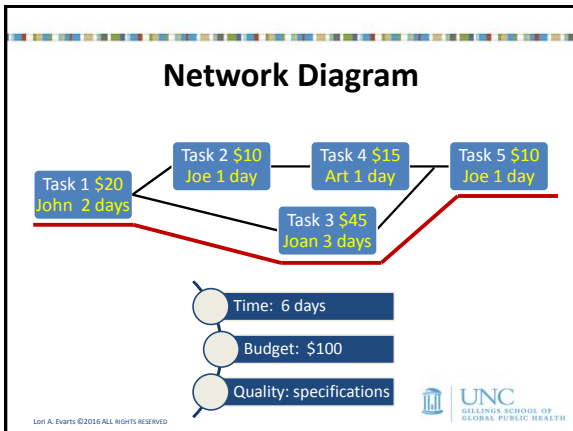 Network Diagram
Task 1 $20
John  2 days
Task 2 $10
Joe 1 day
Task 4 $15
Art 1 day
Task 3 $45
Joan 3 days
Task 5 $10
Joe 1 day
Time:  6 days
Budget:  $100
Quality: specifications
Lori A. Evarts ©2016 ALL RIGHTS RESERVED
UNC
GILLINGS SCHOOL OF
GLOBAL PUBLIC HEALTH